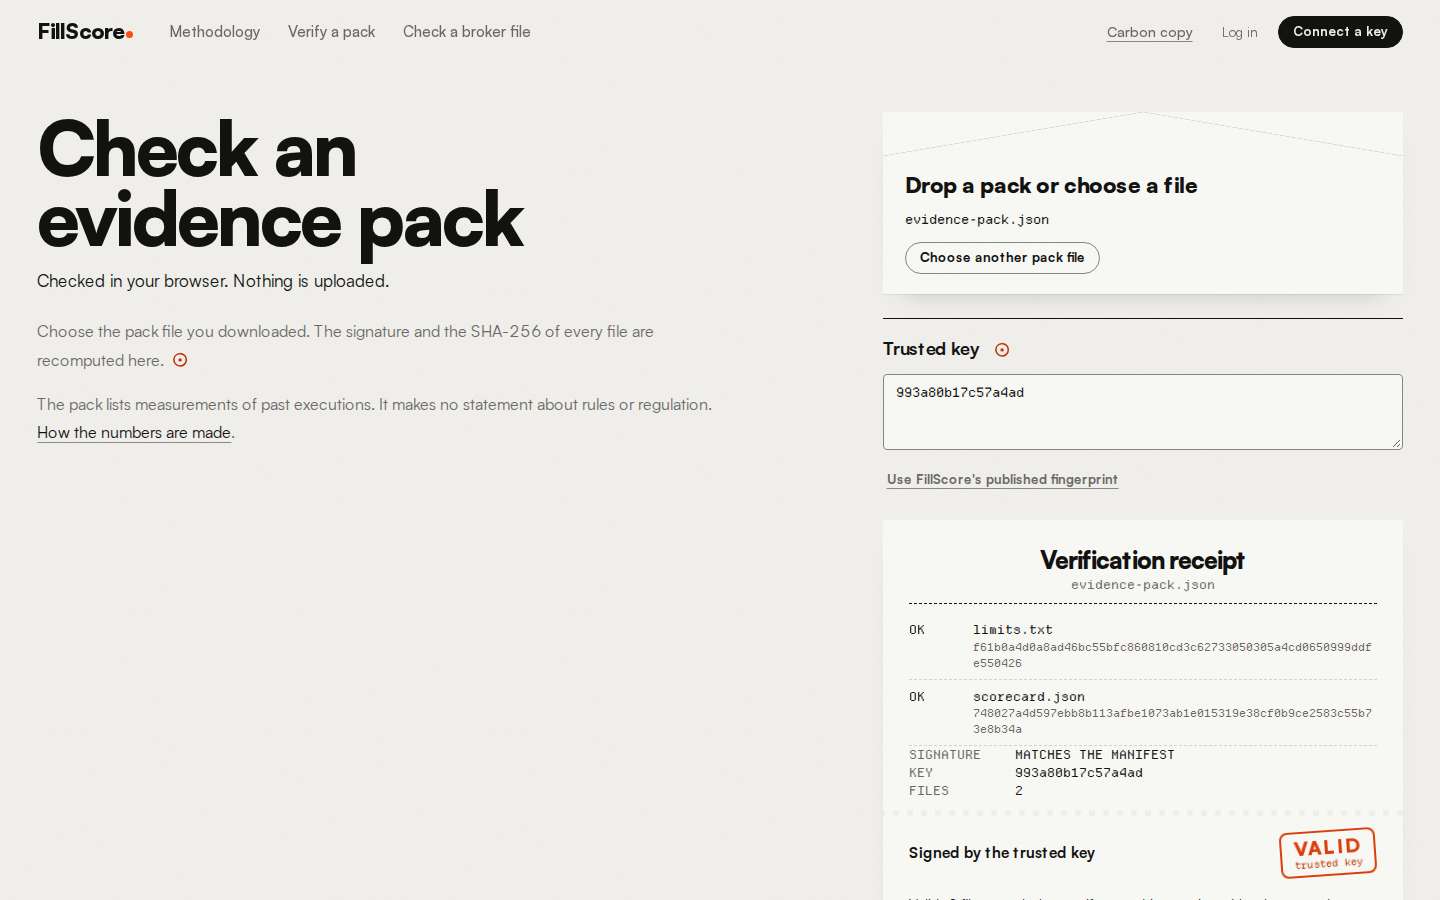 FillScore
Methodology
Verify a pack
Check a broker file
Carbon copy
Log in
Connect a key
Check an
evidence pack
Checked in your browser. Nothing is uploaded.
Choose the pack file you downloaded. The signature and the SHA-256 of every file are
recomputed here.
The pack lists measurements of past executions. It makes no statement about rules or regulation.
How the numbers are made.
Drop a pack or choose a file
evidence-pack.json
Choose another pack file
Trusted key
993a80b17c57a4ad
Use FillScore's published fingerprint
Verification receipt
evidence-pack.json
OK limits.txt
f61b0a4d0a8ad46bc55bfc860810cd3c62733050305a4cd0650999ddf
e550426
OK scorecard.json
748027a4d597ebb8b113afbe1073ab1e015319e38cf0b9ce2583c55b7
3e8b34a
SIGNATURE MATCHES THE MANIFEST
KEY 993a80b17c57a4ad
FILES 2
Signed by the trusted key
VALID
trusted key